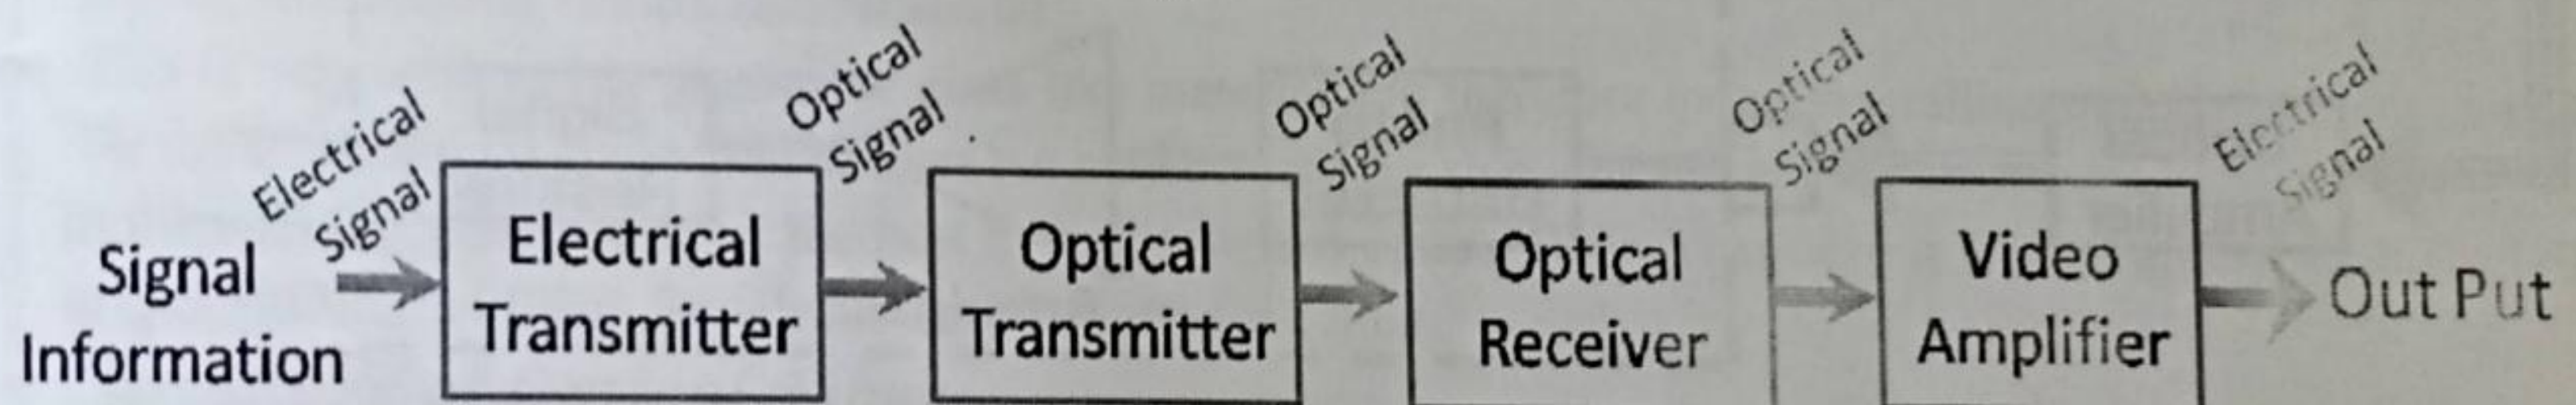 Electrical
Signal
Optical
Signal
Optical
Signal
Optical
Signal
Electrical
Signal
Signal
Information
Electrical
Transmitter
Optical
Transmitter
Optical
Receiver
Video
Amplifier
Out Put